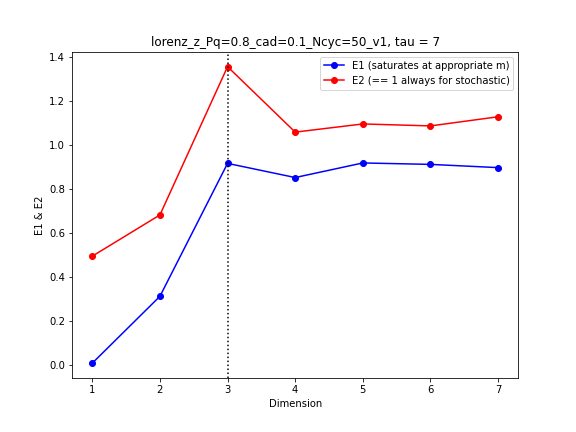 lorenz_z_Pq=0.8_cad=0.1_Ncyc=50_v1, tau = 7
E1 (saturates at appropriate m)
E2 (== 1 always for stochastic)
1.4
1.2
1.0
0.8
0.6
0.4
0.2
0.0
E1 & E2
1 2 3 4 5 6 7
Dimension